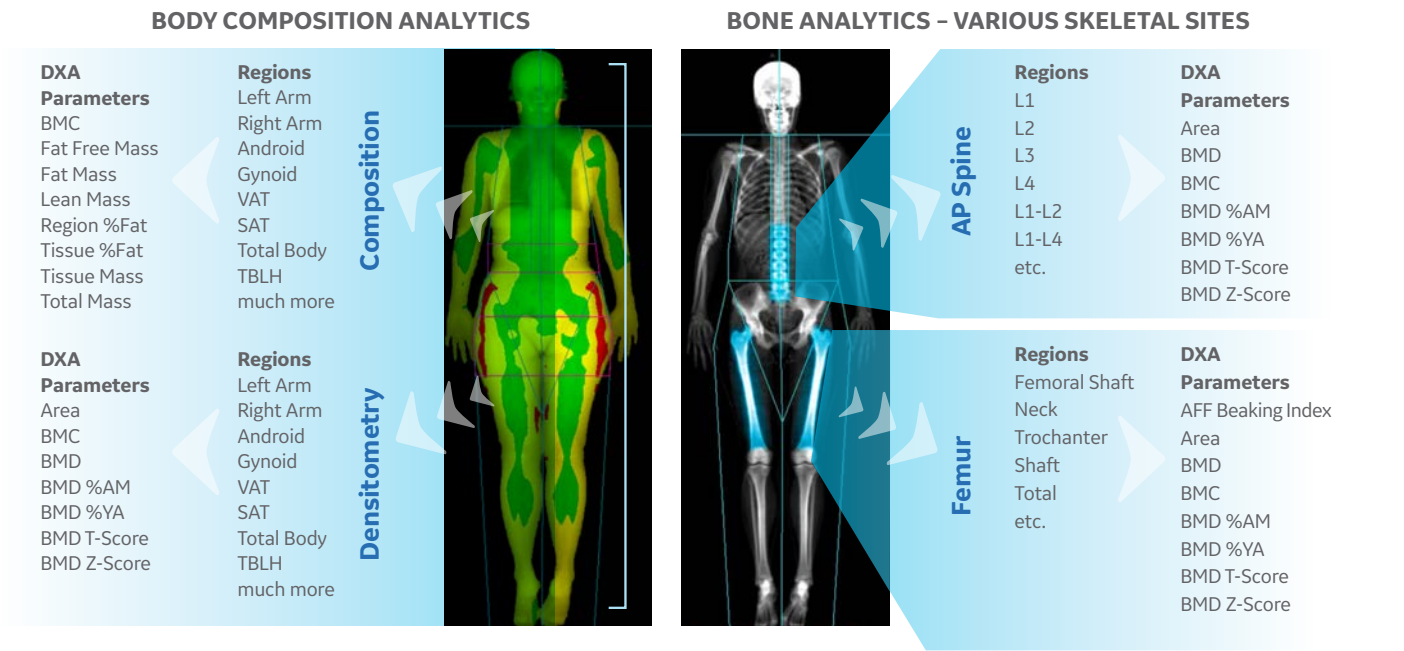 BODY COMPOSITION ANALYTICS
DXA
Parameters
BMC
Fat Free Mass
Fat Mass
Lean Mass
Region %Fat
Tissue %Fat
Tissue Mass
Total Mass
Regions
Left Arm
Right Arm
Android
Gynoid
VAT
SAT
Total Body
TBLH
much more
Composition
DXA
Parameters
Area
BMC
BMD
BMD %AM
BMD %YA
BMD T-Score
BMD Z-Score
Regions
Left Arm
Right Arm
Android
Gynoid
VAT
SAT
Total Body
TBLH
much more
Densitometry
BONE ANALYTICS – VARIOUS SKELETAL SITES
AP Spine
Regions
L1
L2
L3
L4
L1-L2
L1-L4
etc.
DXA
Parameters
Area
BMD
BMC
BMD %AM
BMD %YA
BMD T-Score
BMD Z-Score
Femur
Regions
Femoral Shaft
Neck
Trochanter
Shaft
Total
etc.
DXA
Parameters
AFF Beaking Index
Area
BMD
BMC
BMD %AM
BMD %YA
BMD T-Score
BMD Z-Score